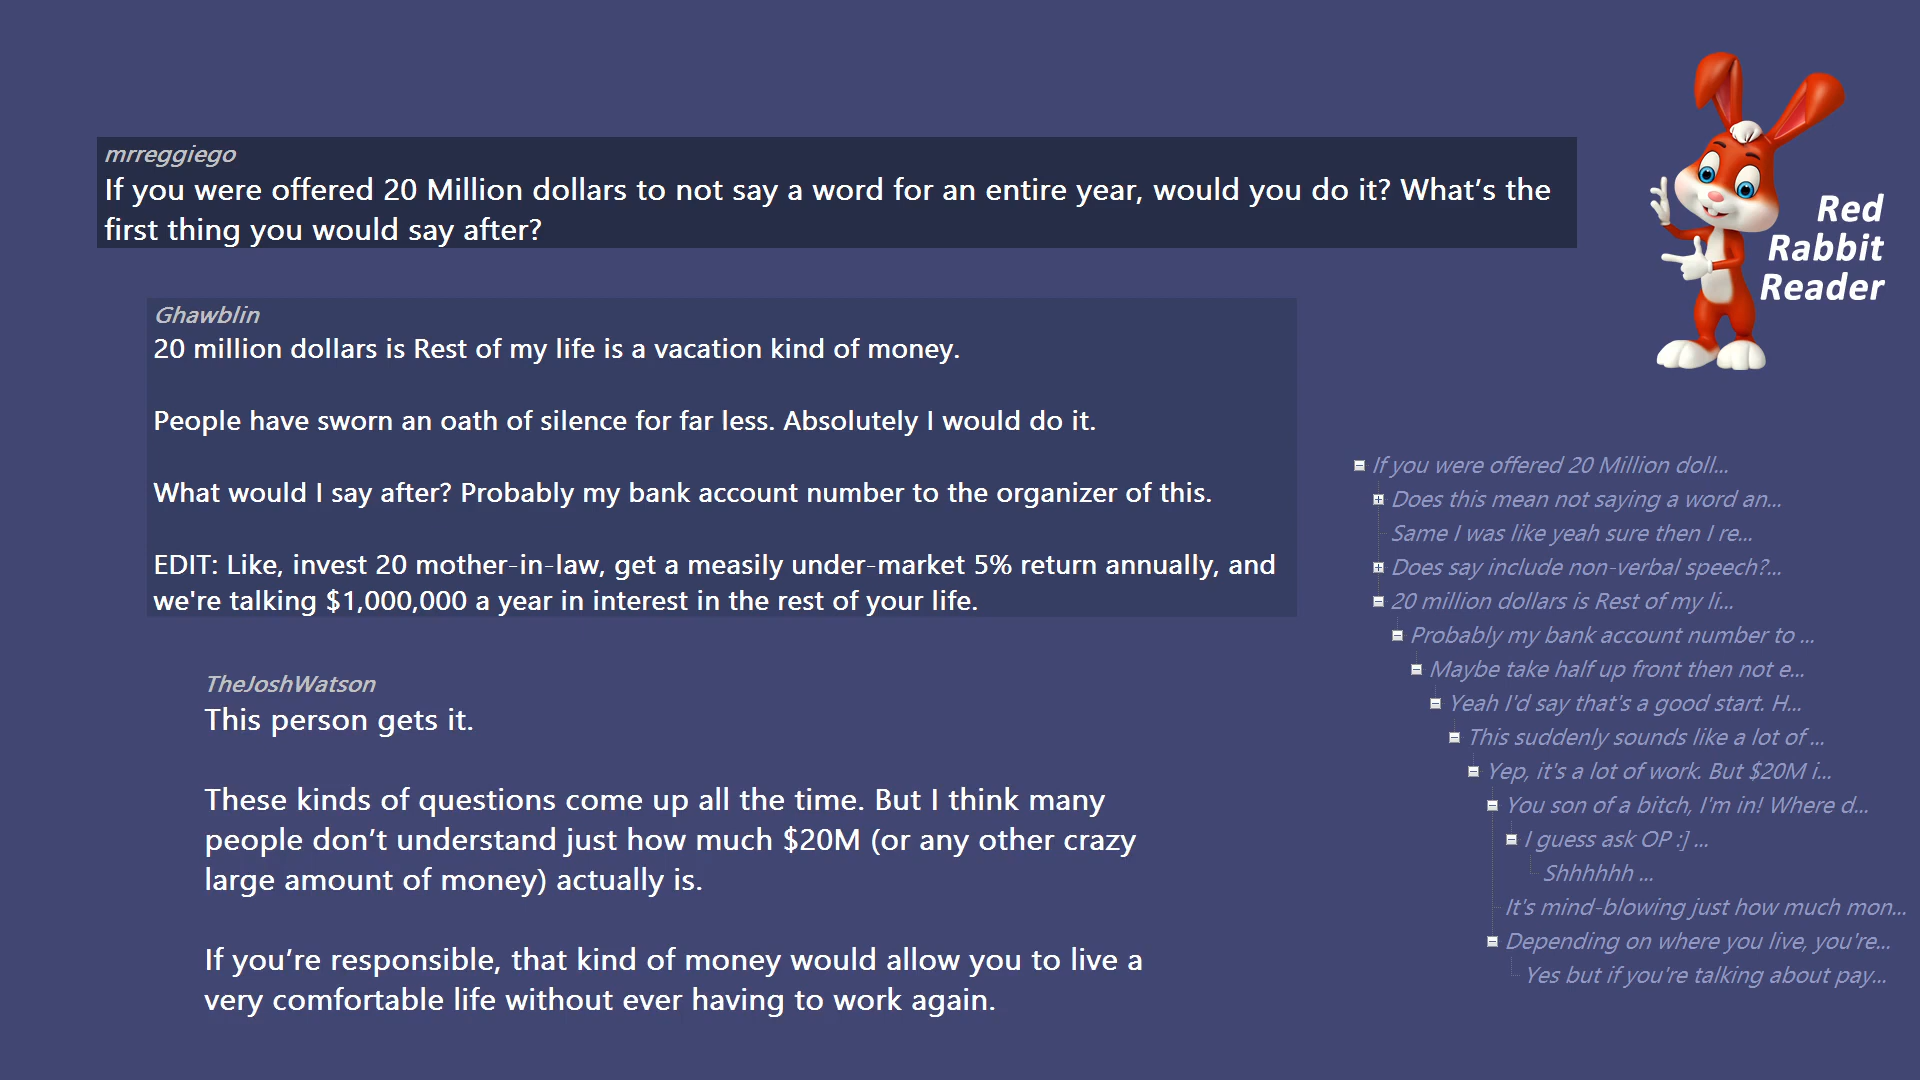 mrreggiego
If you were offered 20 Million dollars to not say a word for an entire year, would you do it? What’s the
first thing you would say after?
Ghawblin
20 million dollars is Rest of my life is a vacation kind of money.
People have sworn an oath of silence for far less. Absolutely I would do it.
What would I say after? Probably my bank account number to the organizer of this.
EDIT: Like, invest 20 mother-in-law, get a measily under-market 5% return annually, and
we're talking $1,000,000 a year in interest in the rest of your life.
TheJoshWatson
This person gets it.
These kinds of questions come up all the time. But I think many
people don’t understand just how much $20M (or any other crazy
large amount of money) actually is.
If you’re responsible, that kind of money would allow you to live a
very comfortable life without ever having to work again.
Red
Rabbit
Reader
If you were offered 20 Million doll...
Does this mean not saying a word an...
Same I was like yeah sure then I re...
Does say include non-verbal speech?...
20 million dollars is Rest of my li...
Probably my bank account number to ...
Maybe take half up front then not e...
Yeah I'd say that's a good start. H...
This suddenly sounds like a lot of ...
Yep, it's a lot of work. But $20M i...
You son of a bitch, I'm in! Where d...
I guess ask OP :] ...
Shhhhhh ...
It's mind-blowing just how much mon...
Depending on where you live, you're...
Yes but if you're talking about pay...